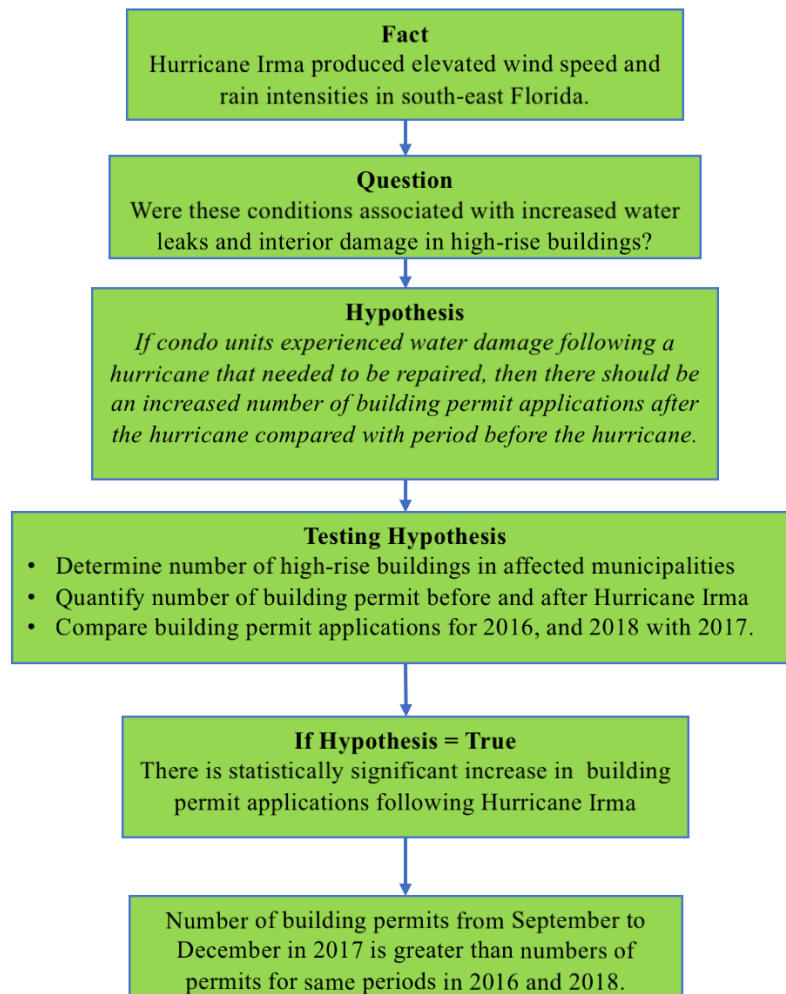 Fact
Hurricane Irma produced elevated wind speed and
rain intensities in south-east Florida.
Question
Were these conditions associated with increased water
leaks and interior damage in high-rise buildings?
Hypothesis
If condo units experienced water damage following a
hurricane that needed to be repaired, then there should be
an increased number of building permit applications after
the hurricane compared with period before the hurricane.
Testing Hypothesis
• Determine number of high-rise buildings in affected municipalities
• Quantify number of building permit before and after Hurricane Irma
• Compare building permit applications for 2016, and 2018 with 2017.
If Hypothesis = True
There is statistically significant increase in building
permit applications following Hurricane Irma
Number of building permits from September to
December in 2017 is greater than numbers of
permits for same periods in 2016 and 2018.